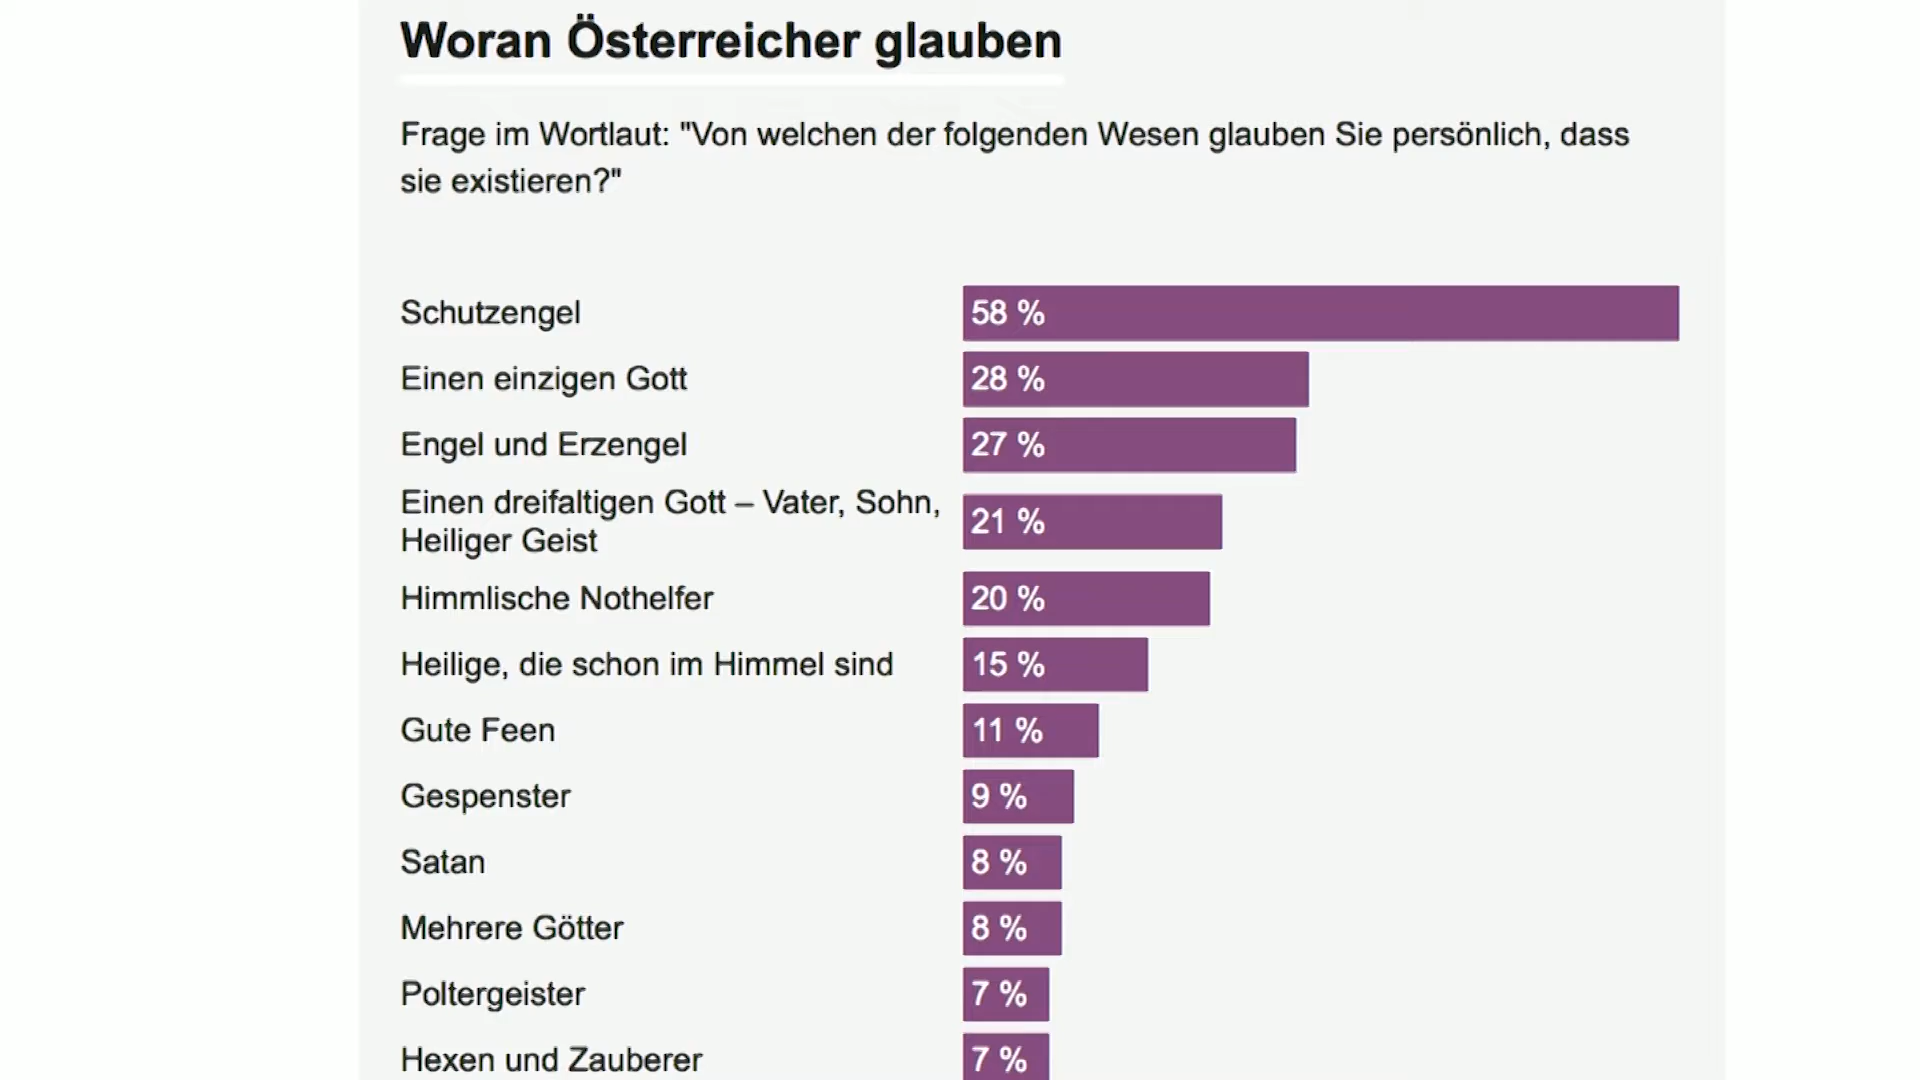 Woran Österreicher glauben
Frage im Wortlaut: "Von welchen der folgenden Wesen glauben Sie persönlich, dass
sie existieren?"
Schutzengel 58 %
Einen einzigen Gott 28 %
Engel und Erzengel 27 %
Einen dreifaltigen Gott – Vater, Sohn,
Heiliger Geist 21 %
Himmlische Nothelfer 20 %
Heilige, die schon im Himmel sind 15 %
Gute Feen 11 %
Gespenster 9 %
Satan 8 %
Mehrere Götter 8 %
Poltergeister 7 %
Hexen und Zauberer 7 %